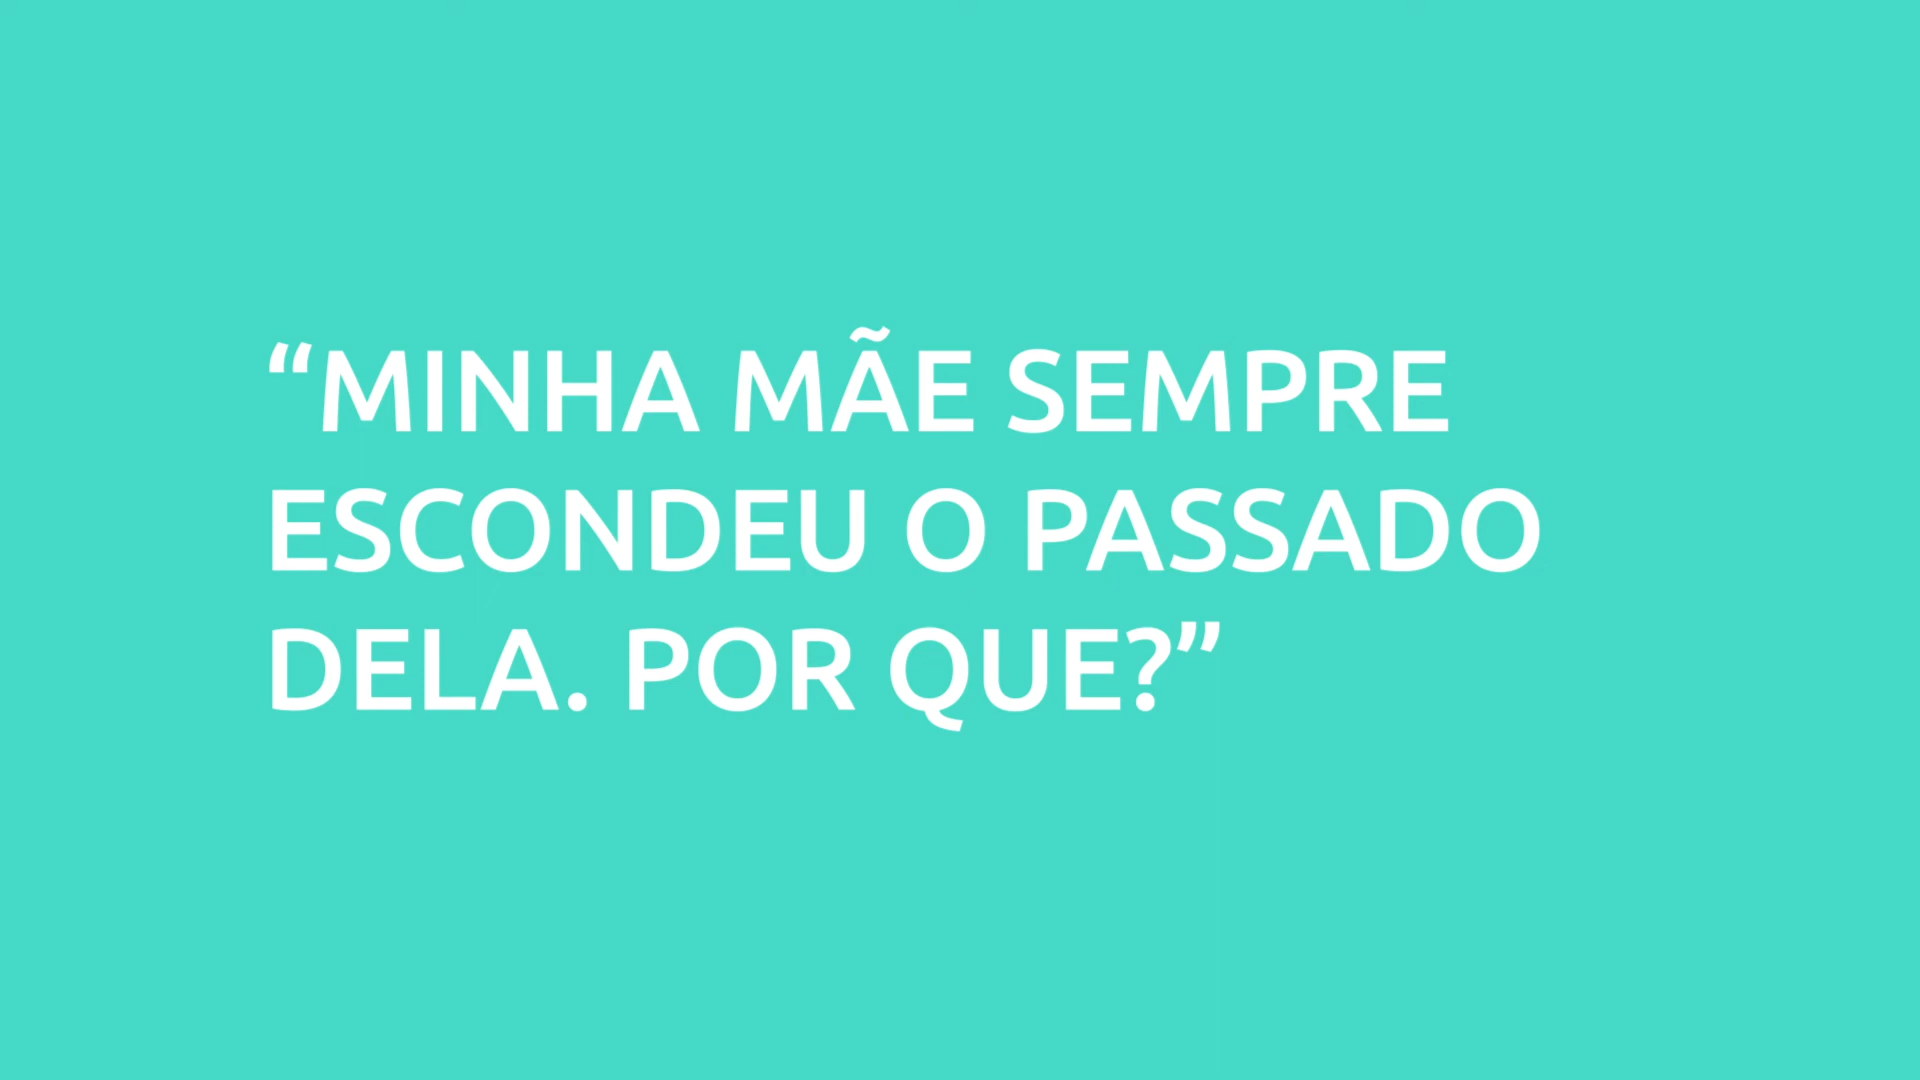 “MINHA MÃE SEMPRE
ESCONDEU O PASSADO
DELA. POR QUE?”